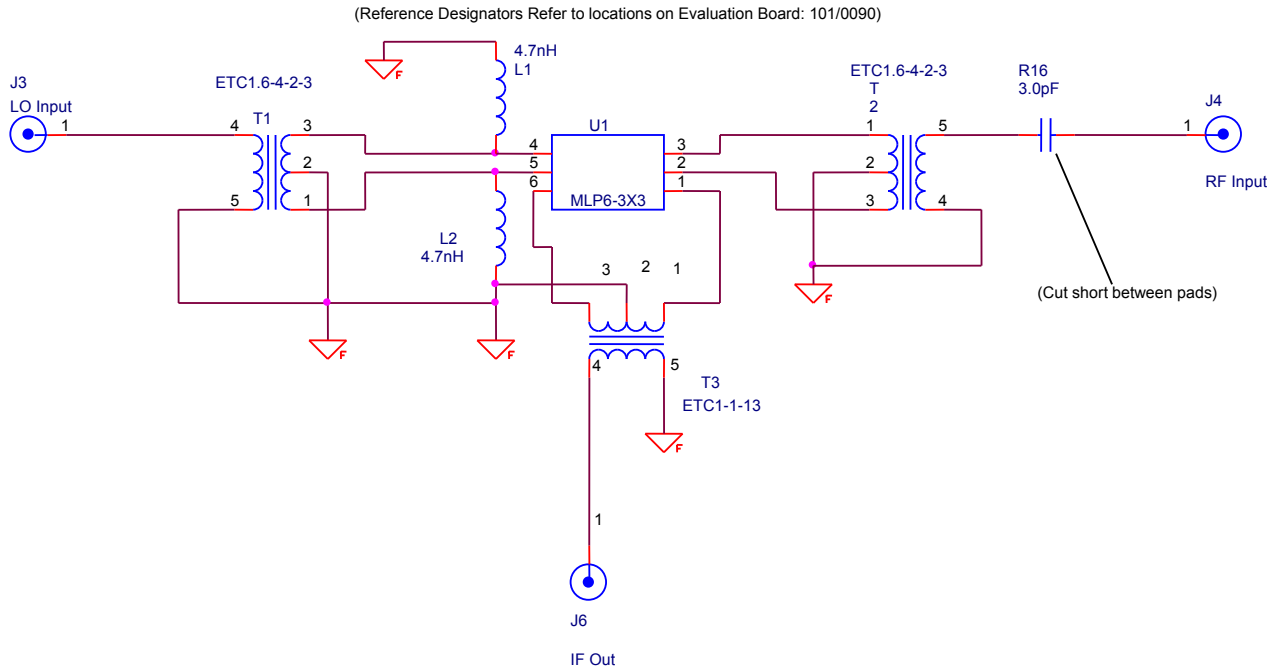 (Reference Designators Refer to locations on Evaluation Board: 101/0090)
J3
LO Input
1
ETC1.6-4-2-3
T1
4
5
3
2
1
F
4.7nH
L1
L2
4.7nH
F
F
U1
4
5
6
3
2
1
MLP6-3X3
ETC1.6-4-2-3
T
2
1
2
3
5
4
F
R16
3.0pF
(Cut short between pads)
J4
1
RF Input
3
2
1
4
5
T3
ETC1-1-13
F
1
J6
IF Out